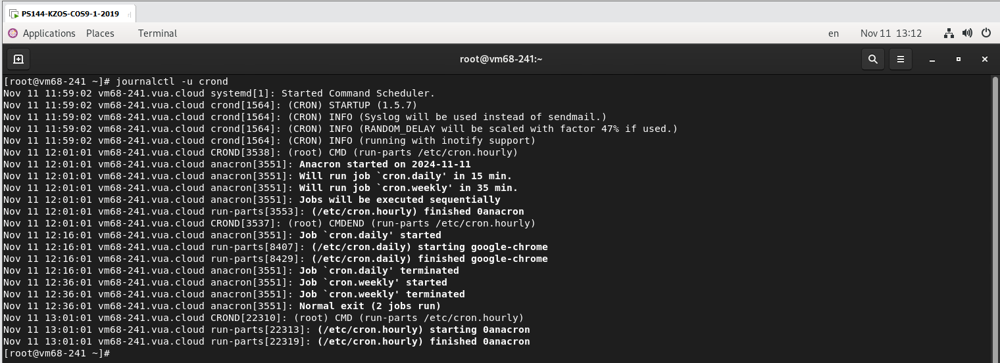 PS144-KZOS-COS9-1-2019
Applications Places Terminal en Nov 11 13:12
root@vm68-241:~
[root@vm68-241 ~]# journalctl -u crond
Nov 11 11:59:02 vm68-241.vua.cloud systemd[1]: Started Command Scheduler.
Nov 11 11:59:02 vm68-241.vua.cloud crond[1564]: (CRON) STARTUP (1.5.7)
Nov 11 11:59:02 vm68-241.vua.cloud crond[1564]: (CRON) INFO (Syslog will be used instead of sendmail.)
Nov 11 11:59:02 vm68-241.vua.cloud crond[1564]: (CRON) INFO (RANDOM_DELAY will be scaled with factor 47% if used.)
Nov 11 11:59:02 vm68-241.vua.cloud crond[1564]: (CRON) INFO (running with inotify support)
Nov 11 12:01:01 vm68-241.vua.cloud CROND[3538]: (root) CMD (run-parts /etc/cron.hourly)
Nov 11 12:01:01 vm68-241.vua.cloud anacron[3551]: Anacron started on 2024-11-11
Nov 11 12:01:01 vm68-241.vua.cloud anacron[3551]: Will run job `cron.daily' in 15 min.
Nov 11 12:01:01 vm68-241.vua.cloud anacron[3551]: Will run job `cron.weekly' in 35 min.
Nov 11 12:01:01 vm68-241.vua.cloud anacron[3551]: Jobs will be executed sequentially
Nov 11 12:01:01 vm68-241.vua.cloud run-parts[3553]: (/etc/cron.hourly) finished 0anacron
Nov 11 12:01:01 vm68-241.vua.cloud CROND[3537]: (root) CMDEND (run-parts /etc/cron.hourly)
Nov 11 12:16:01 vm68-241.vua.cloud anacron[3551]: Job `cron.daily' started
Nov 11 12:16:01 vm68-241.vua.cloud run-parts[8407]: (/etc/cron.daily) starting google-chrome
Nov 11 12:16:01 vm68-241.vua.cloud run-parts[8429]: (/etc/cron.daily) finished google-chrome
Nov 11 12:16:01 vm68-241.vua.cloud anacron[3551]: Job `cron.daily' terminated
Nov 11 12:36:01 vm68-241.vua.cloud anacron[3551]: Job `cron.weekly' started
Nov 11 12:36:01 vm68-241.vua.cloud anacron[3551]: Job `cron.weekly' terminated
Nov 11 12:36:01 vm68-241.vua.cloud anacron[3551]: Normal exit (2 jobs run)
Nov 11 13:01:01 vm68-241.vua.cloud CROND[22310]: (root) CMD (run-parts /etc/cron.hourly)
Nov 11 13:01:01 vm68-241.vua.cloud run-parts[22313]: (/etc/cron.hourly) starting 0anacron
Nov 11 13:01:01 vm68-241.vua.cloud run-parts[22319]: (/etc/cron.hourly) finished 0anacron
[root@vm68-241 ~]#